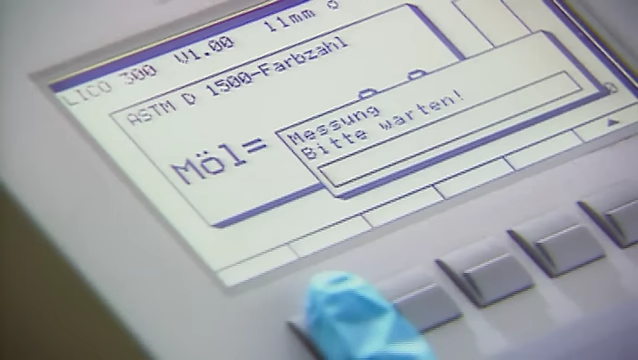 LICO 300 V1.00 11mm
ASTM D 1500-Farbzahl
Möl=
Messung
Bitte warten!